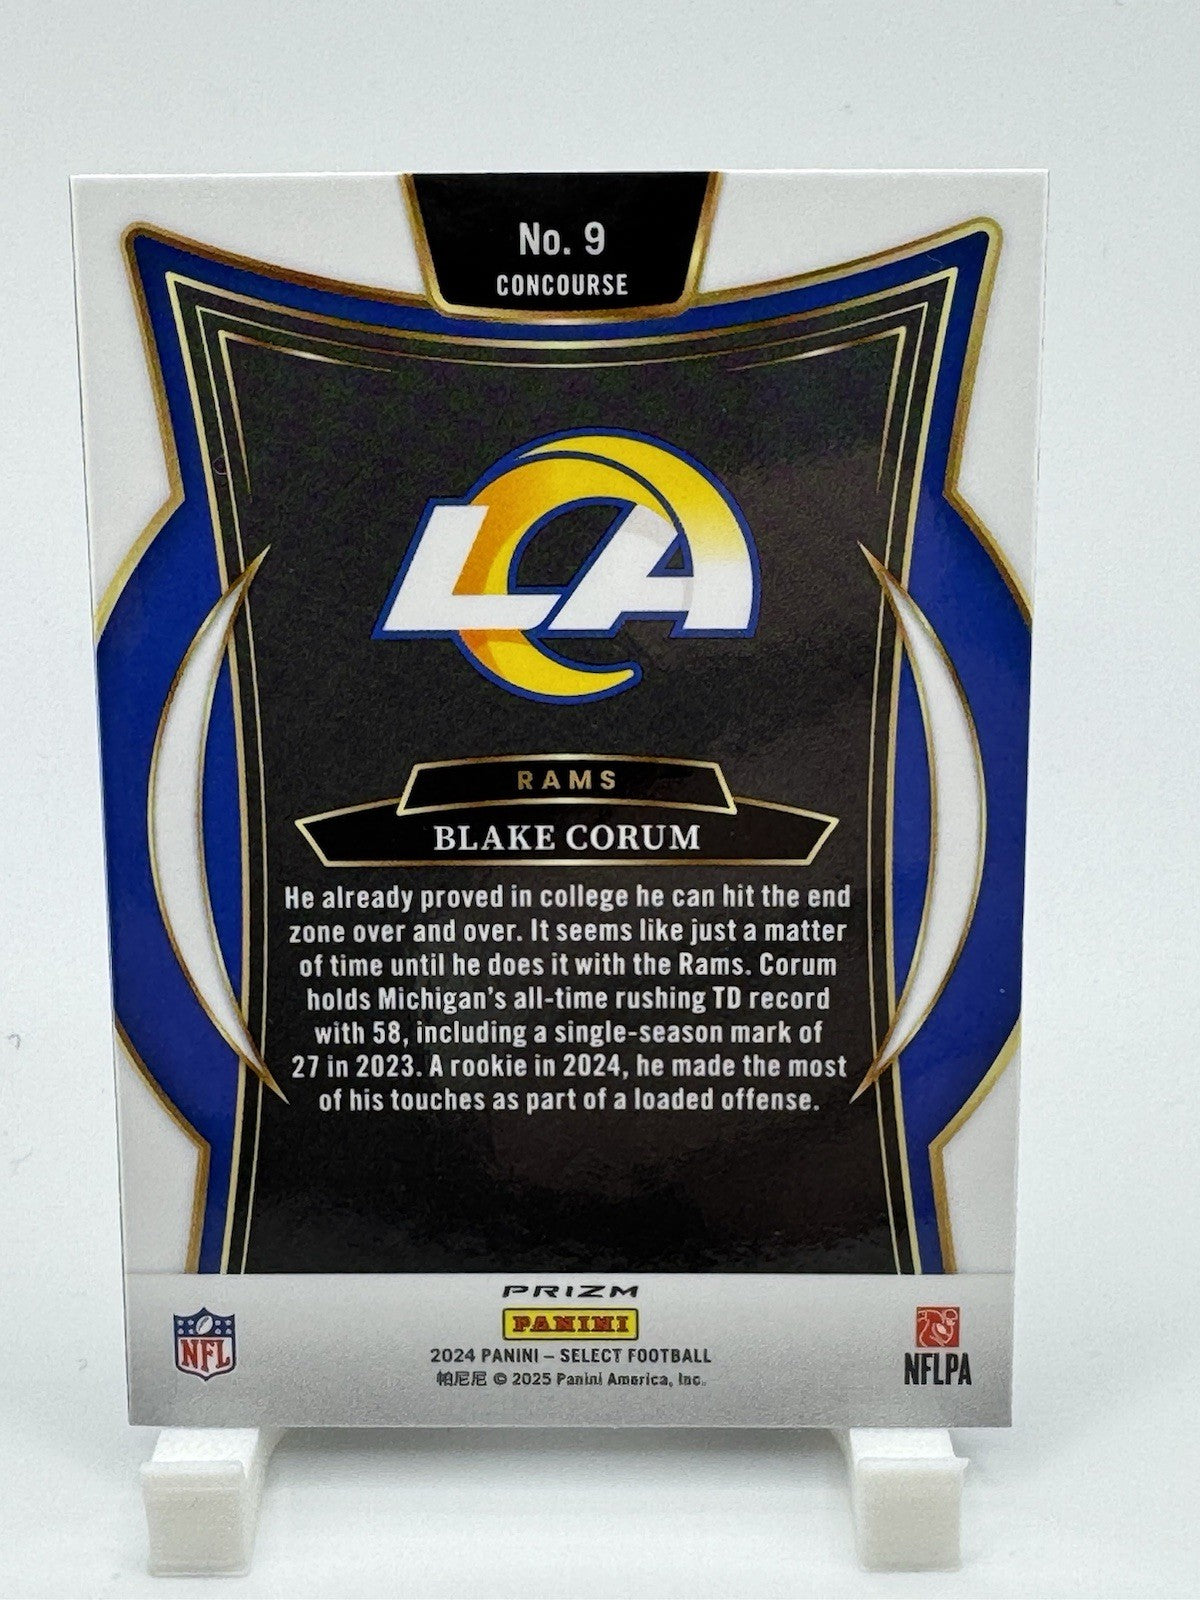 No. 9
CONCOURSE
LA
RAMS
BLAKE CORUM
He already proved in college he can hit the end
zone over and over. It seems like just a matter
of time until he does it with the Rams. Corum
holds Michigan's all-time rushing TD record
with 58, including a single-season mark of
27 in 2023. A rookie in 2024, he made the most
of his touches as part of a loaded offense.
PRIZM
PANINI
NFL
2024 PANINI – SELECT FOOTBALL
帕尼尼 © 2025 Panini America, Inc.
NFLPA